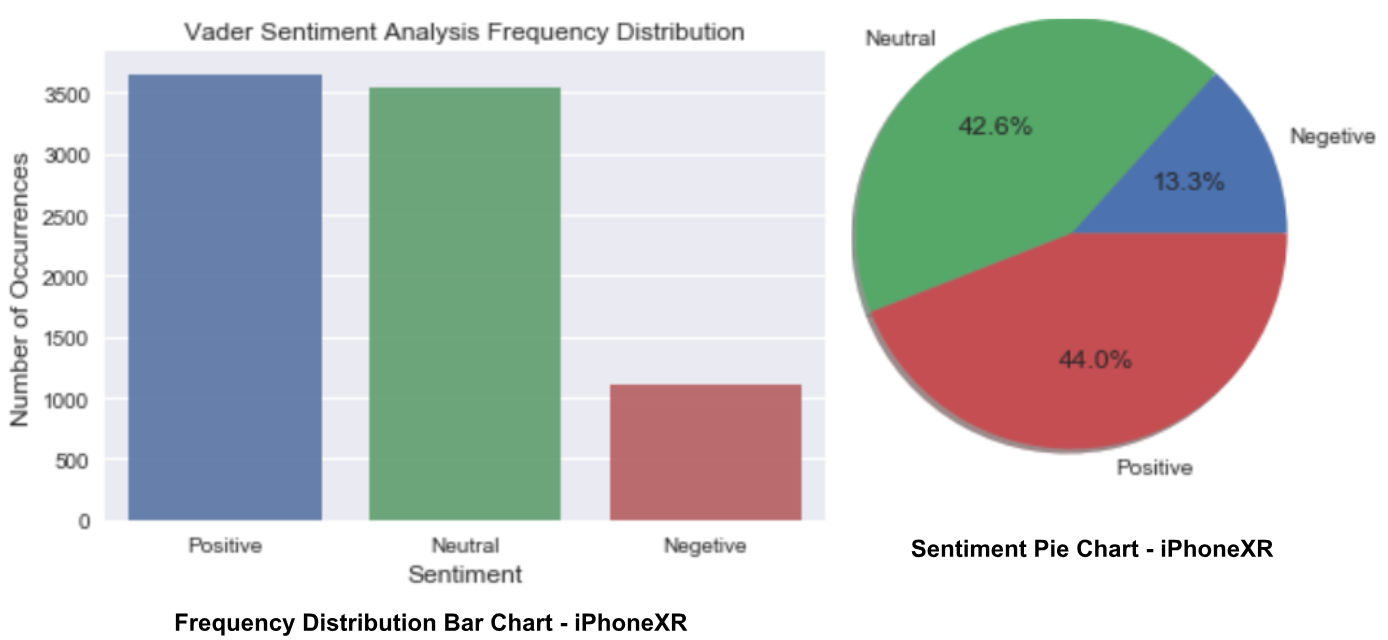 Vader Sentiment Analysis Frequency Distribution
Number of Occurrences
3500
3000
2500
2000
1500
1000
500
0
Positive
Neutral
Negetive
Sentiment
Frequency Distribution Bar Chart - iPhoneXR
Neutral
42.6%
Negetive
13.3%
44.0%
Positive
Sentiment Pie Chart - iPhoneXR